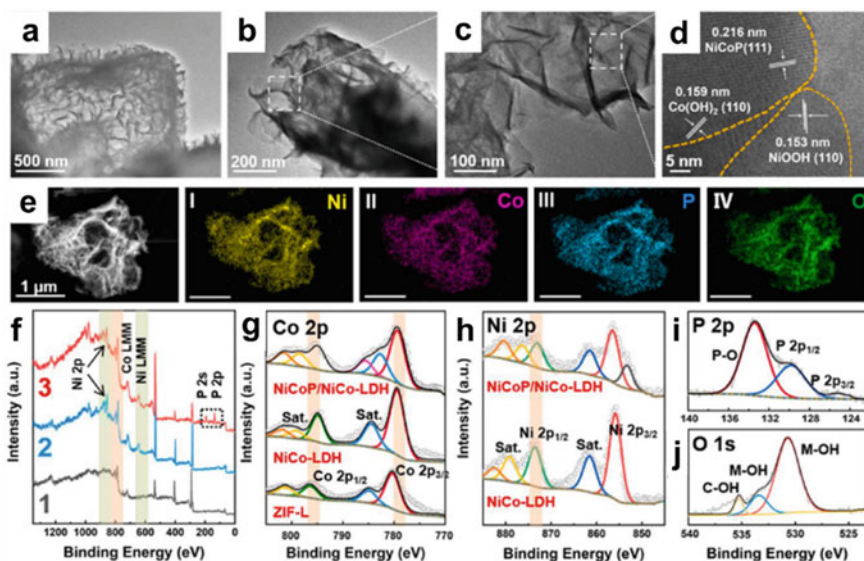 a
500 nm
b
200 nm
c
100 nm
d
0.216 nm
NiCoP(111)
0.159 nm
Co(OH)₂ (110)
0.153 nm
NiOOH (110)
5 nm
e
1 μm
I Ni
II Co
III P
IV O
f
Intensity (a.u.)
Ni 2p
Co LMM
Ni LMM
P 2s
P 2p
3
2
1
1200 900 600 300 0
Binding Energy (eV)
g
Intensity (a.u.)
Co 2p
NiCoP/NiCo-LDH
Sat. Sat.
NiCo-LDH
Co 2p1/2 Co 2p3/2
ZIF-L
800 790 780 770
Binding Energy (eV)
h
Intensity (a.u.)
Ni 2p
NiCoP/NiCo-LDH
Sat. Ni 2p1/2 Sat. Ni 2p3/2
NiCo-LDH
880 870 860 850
Binding Energy (eV)
i P 2p
P-O
P 2p1/2
P 2p3/2
140 136 132 128 124
j O 1s
C-OH
M-OH
M-OH
540 535 530 525
Binding Energy (eV)